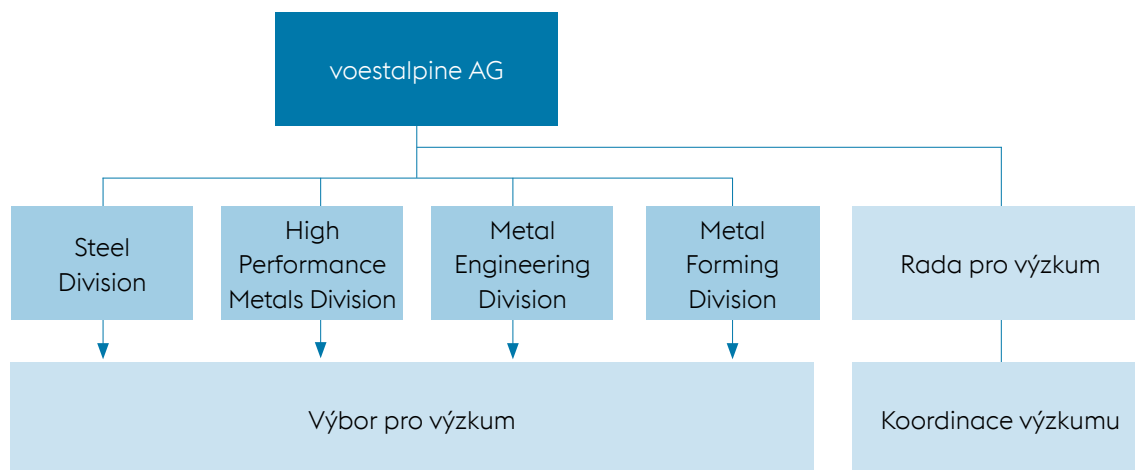 voestalpine AG
Steel
Division
High
Performance
Metals Division
Metal
Engineering
Division
Metal
Forming
Division
Rada pro výzkum
Výbor pro výzkum
Koordinace výzkumu